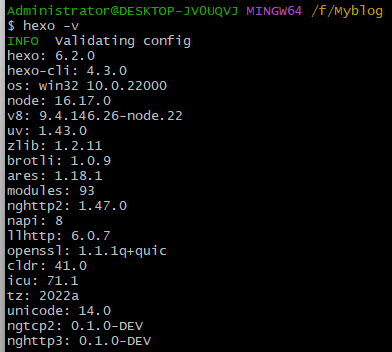 Administrator@DESKTOP-JVOUQVJ MINGW64 /f/Myblog
$ hexo -v
INFO  Validating config
hexo: 6.2.0
hexo-cli: 4.3.0
os: win32 10.0.22000
node: 16.17.0
v8: 9.4.146.26-node.22
uv: 1.43.0
zlib: 1.2.11
brotli: 1.0.9
ares: 1.18.1
modules: 93
nghttp2: 1.47.0
napi: 8
llhttp: 6.0.7
openssl: 1.1.1q+quic
cldr: 41.0
icu: 71.1
tz: 2022a
unicode: 14.0
ngtcp2: 0.1.0-DEV
nghttp3: 0.1.0-DEV